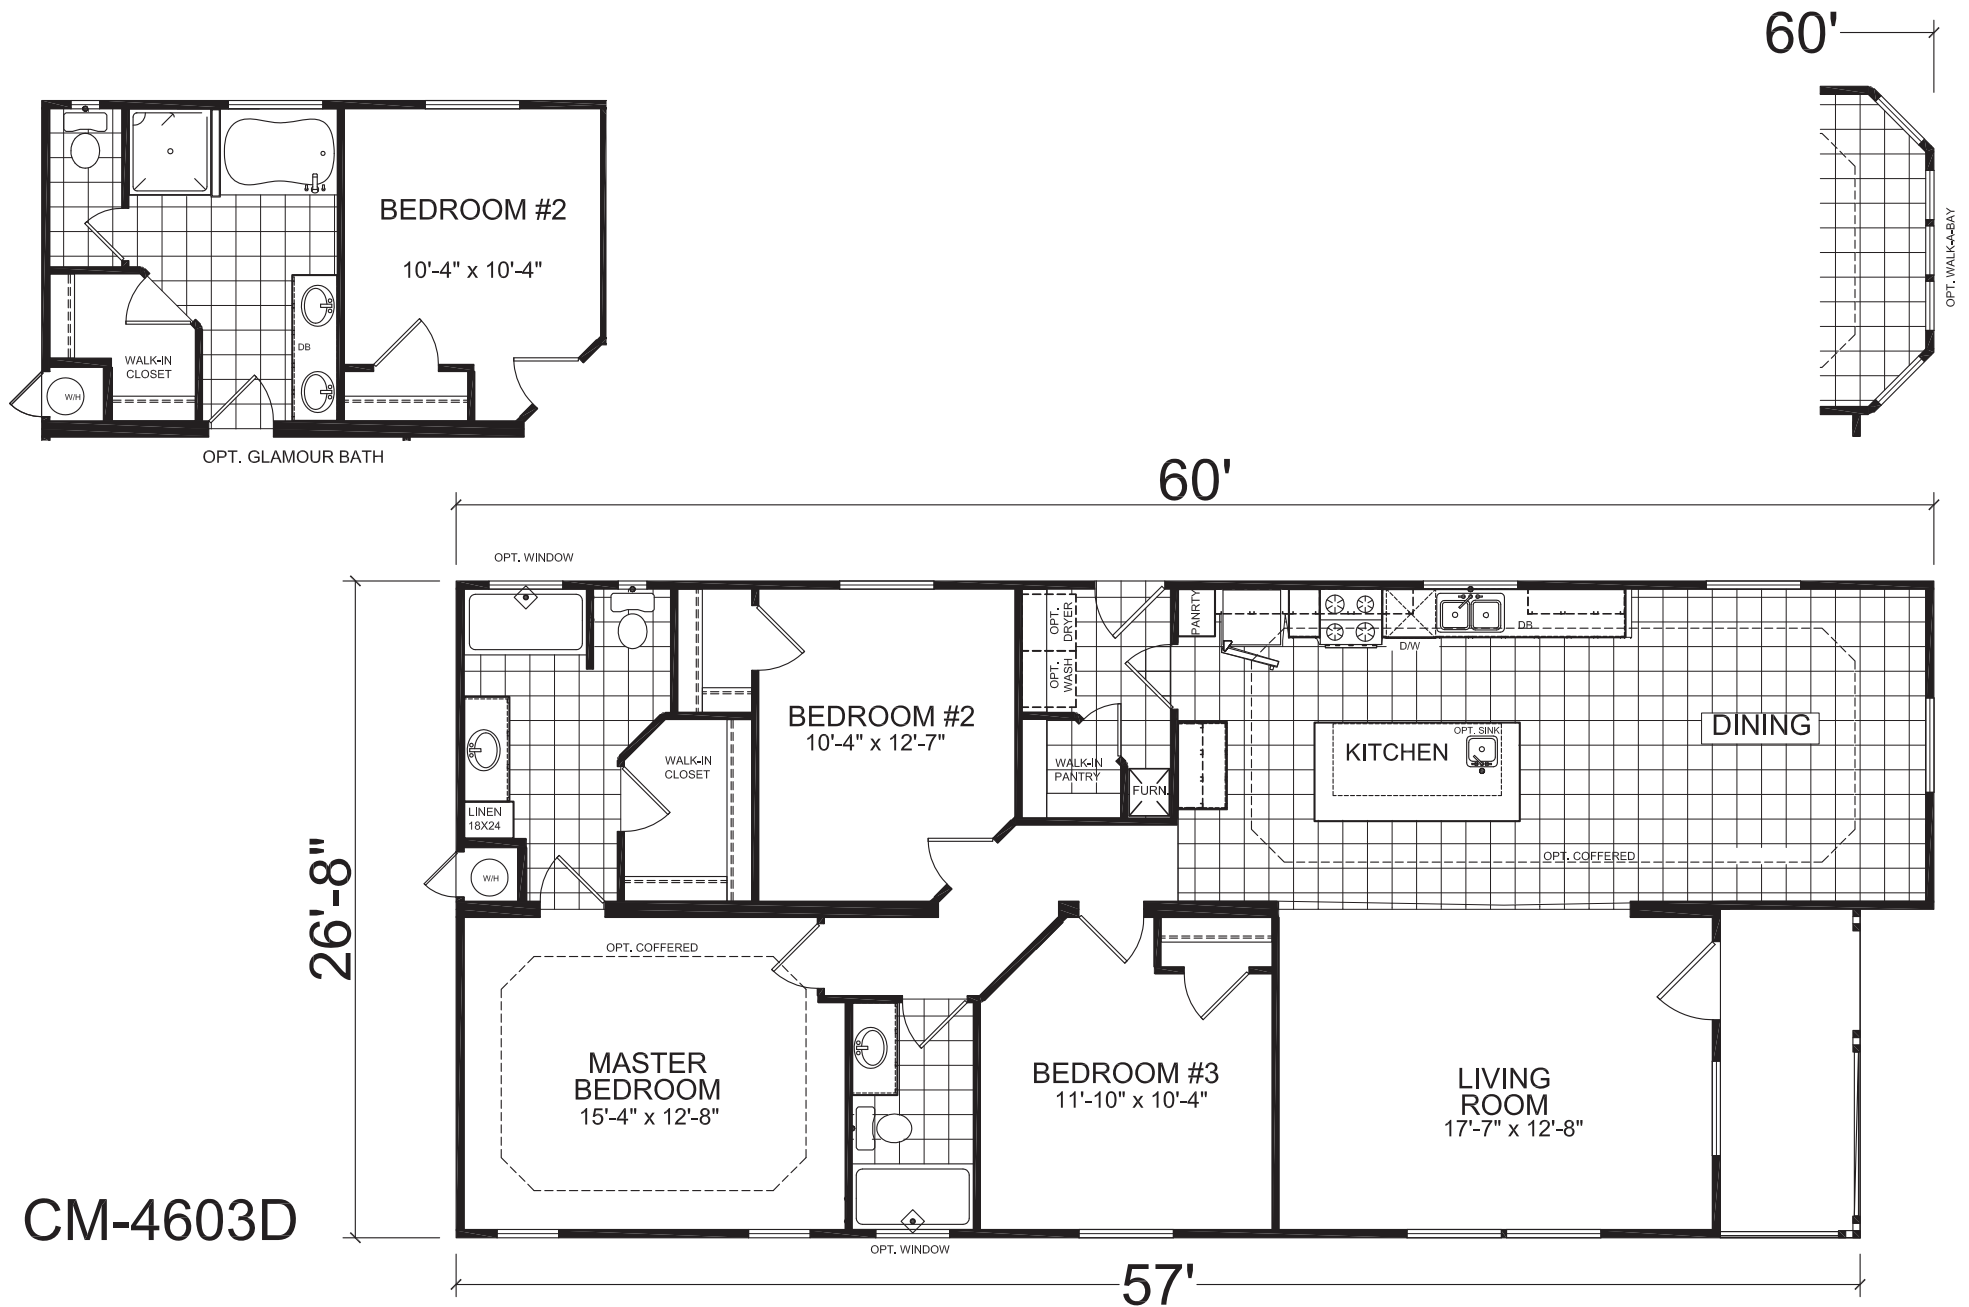 60'
BEDROOM #2
10'-4" x 10'-4"
DB
WALK-IN
CLOSET
W/H
OPT. GLAMOUR BATH
OPT. WALK-A-BAY
60'
OPT. WINDOW
OPT.
DRYER
OPT.
WASH
PANRTY
D/W
DB
BEDROOM #2
10'-4" x 12'-7"
WALK-IN
CLOSET
WALK-IN
PANTRY
FURN.
OPT. SINK
KITCHEN
DINING
LINEN
18X24
W/H
OPT. COFFERED
26'-8"
OPT. COFFERED
MASTER
BEDROOM
15'-4" x 12'-8"
BEDROOM #3
11'-10" x 10'-4"
LIVING
ROOM
17'-7" x 12'-8"
CM-4603D
OPT. WINDOW
57'